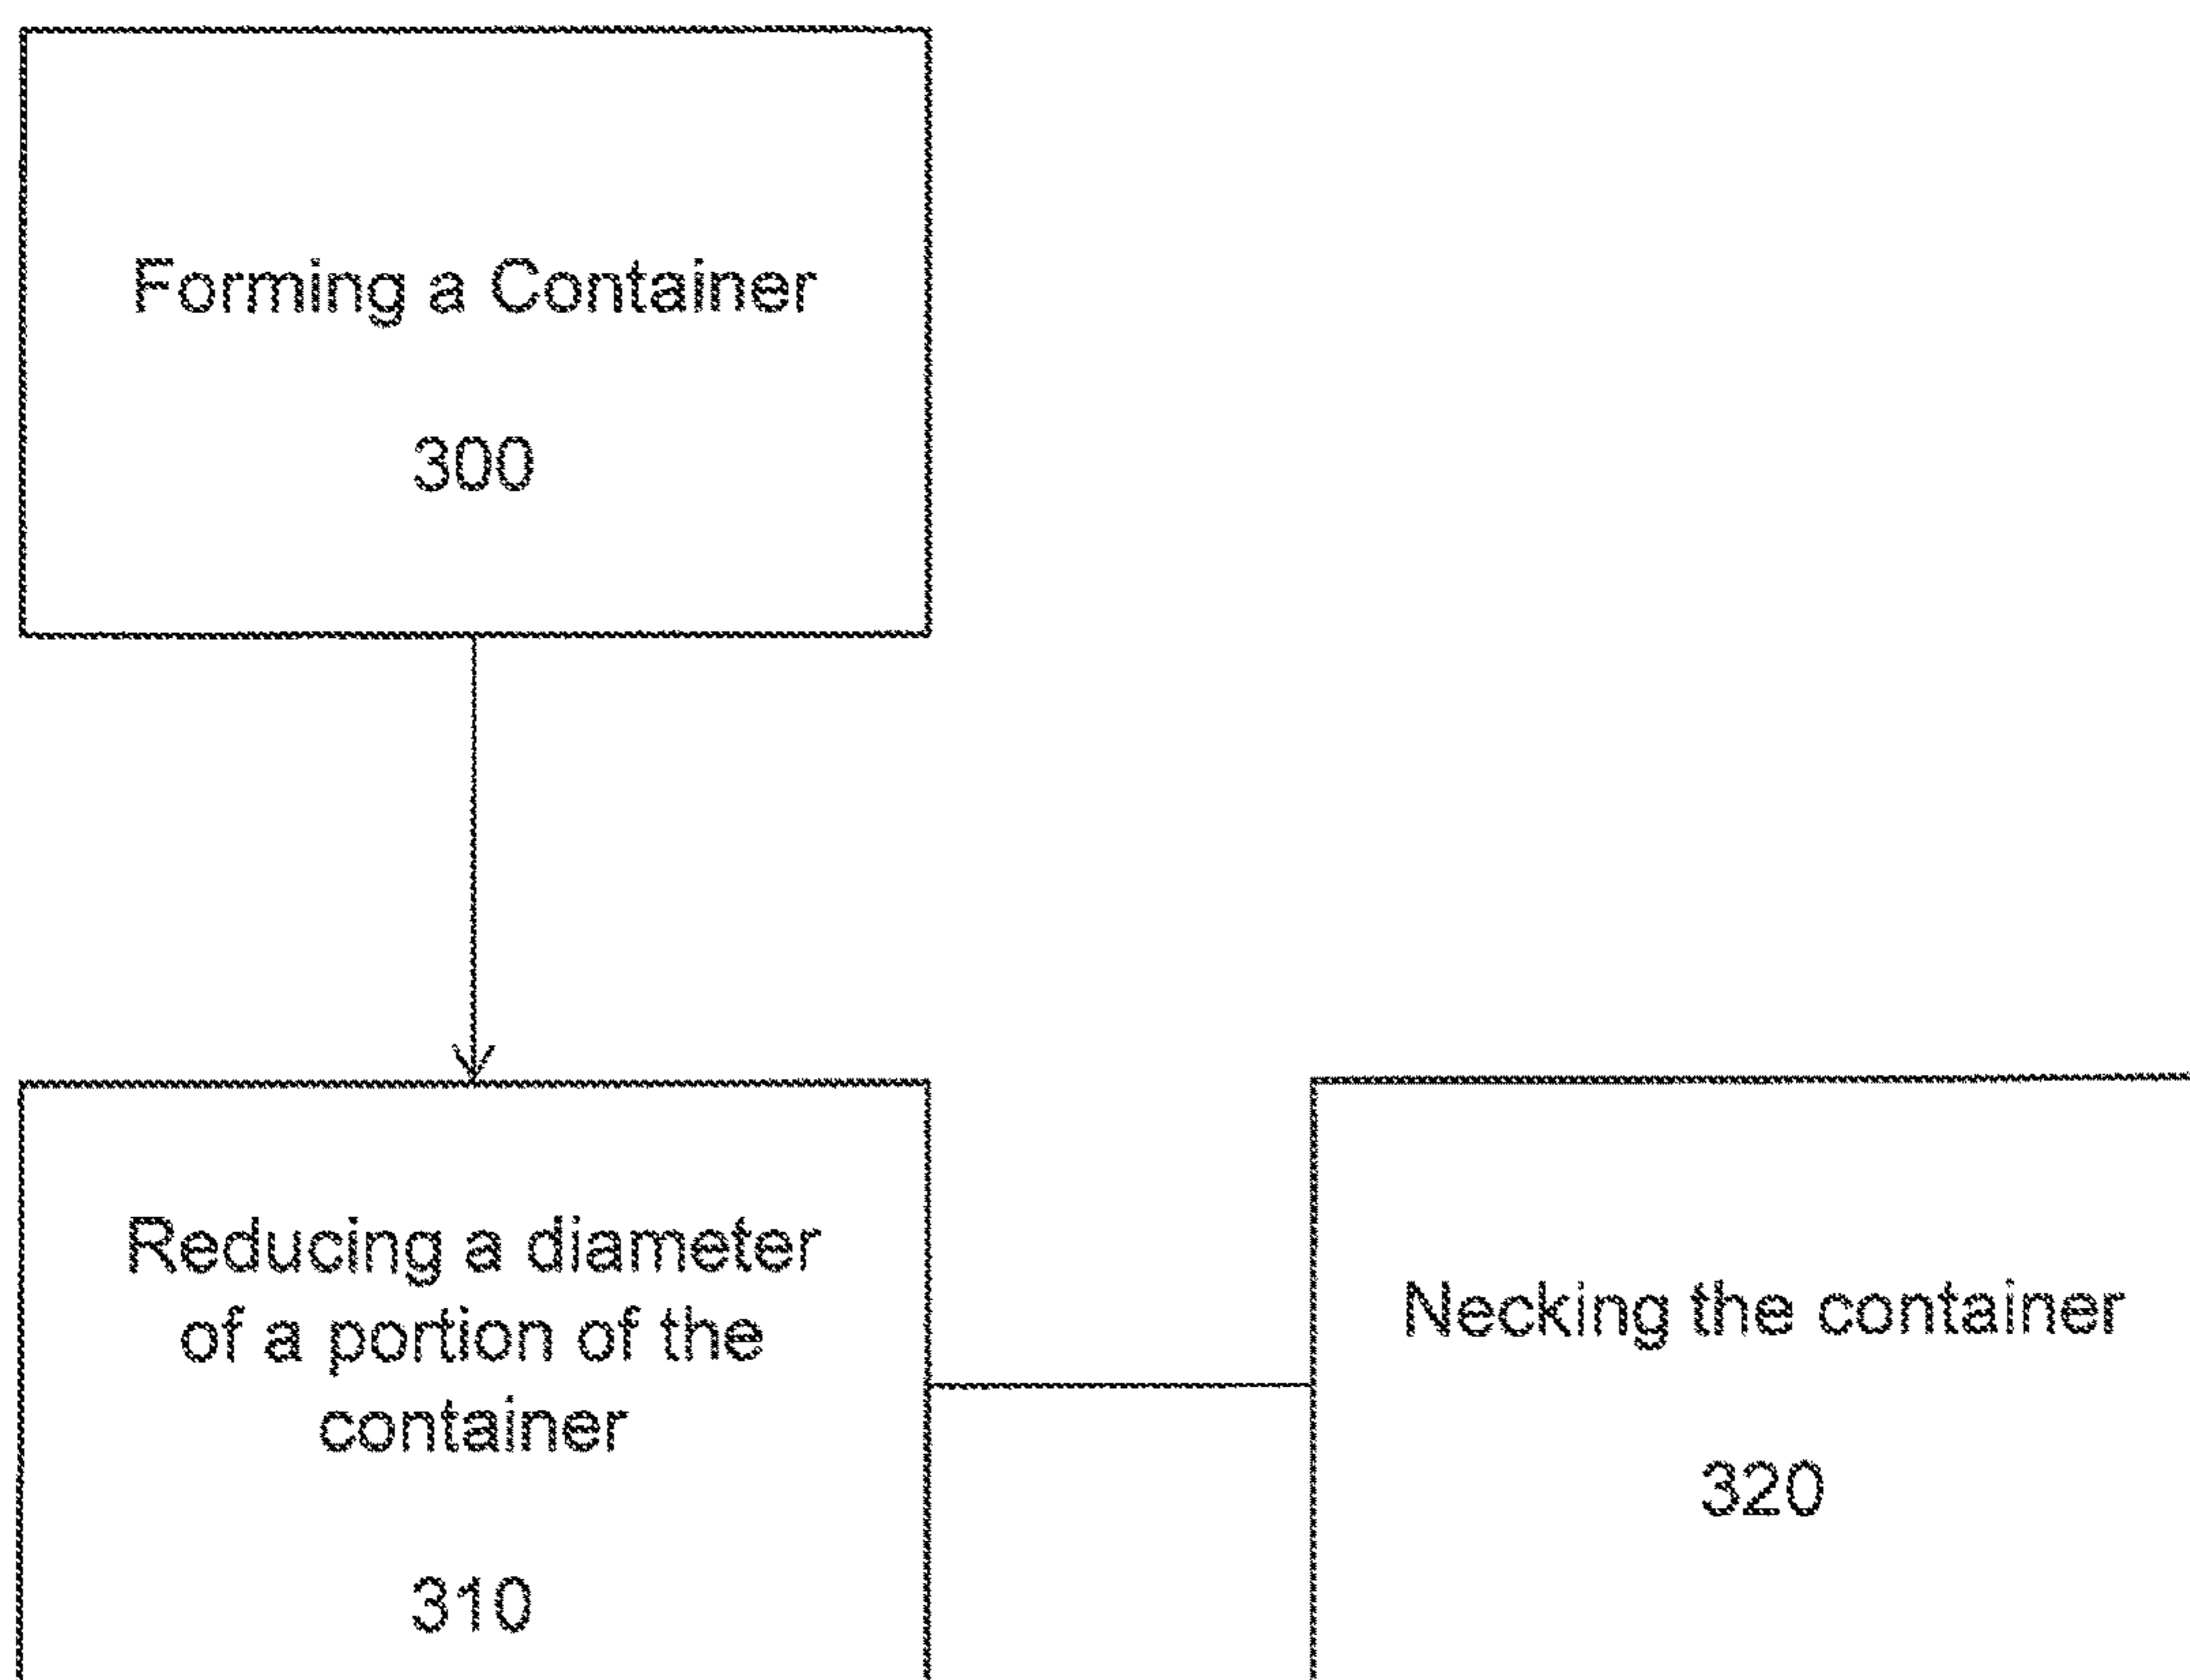 Forming a Container
300
Reducing a diameter
of a portion of the
container
310
Necking the container
320